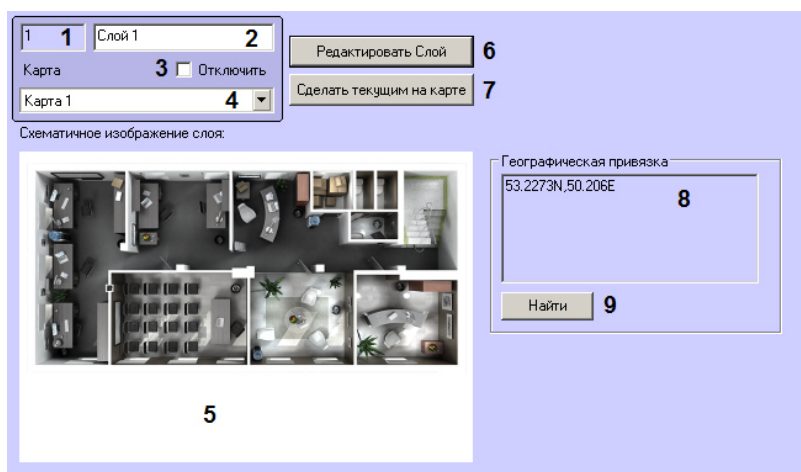 1 1 Слой 1 2
Карта 3 Отключить
Карта 1 4
Редактировать Слой 6
Сделать текущим на карте 7
Схематичное изображение слоя:
5
Географическая привязка
53.2273N,50.206E 8
Найти 9